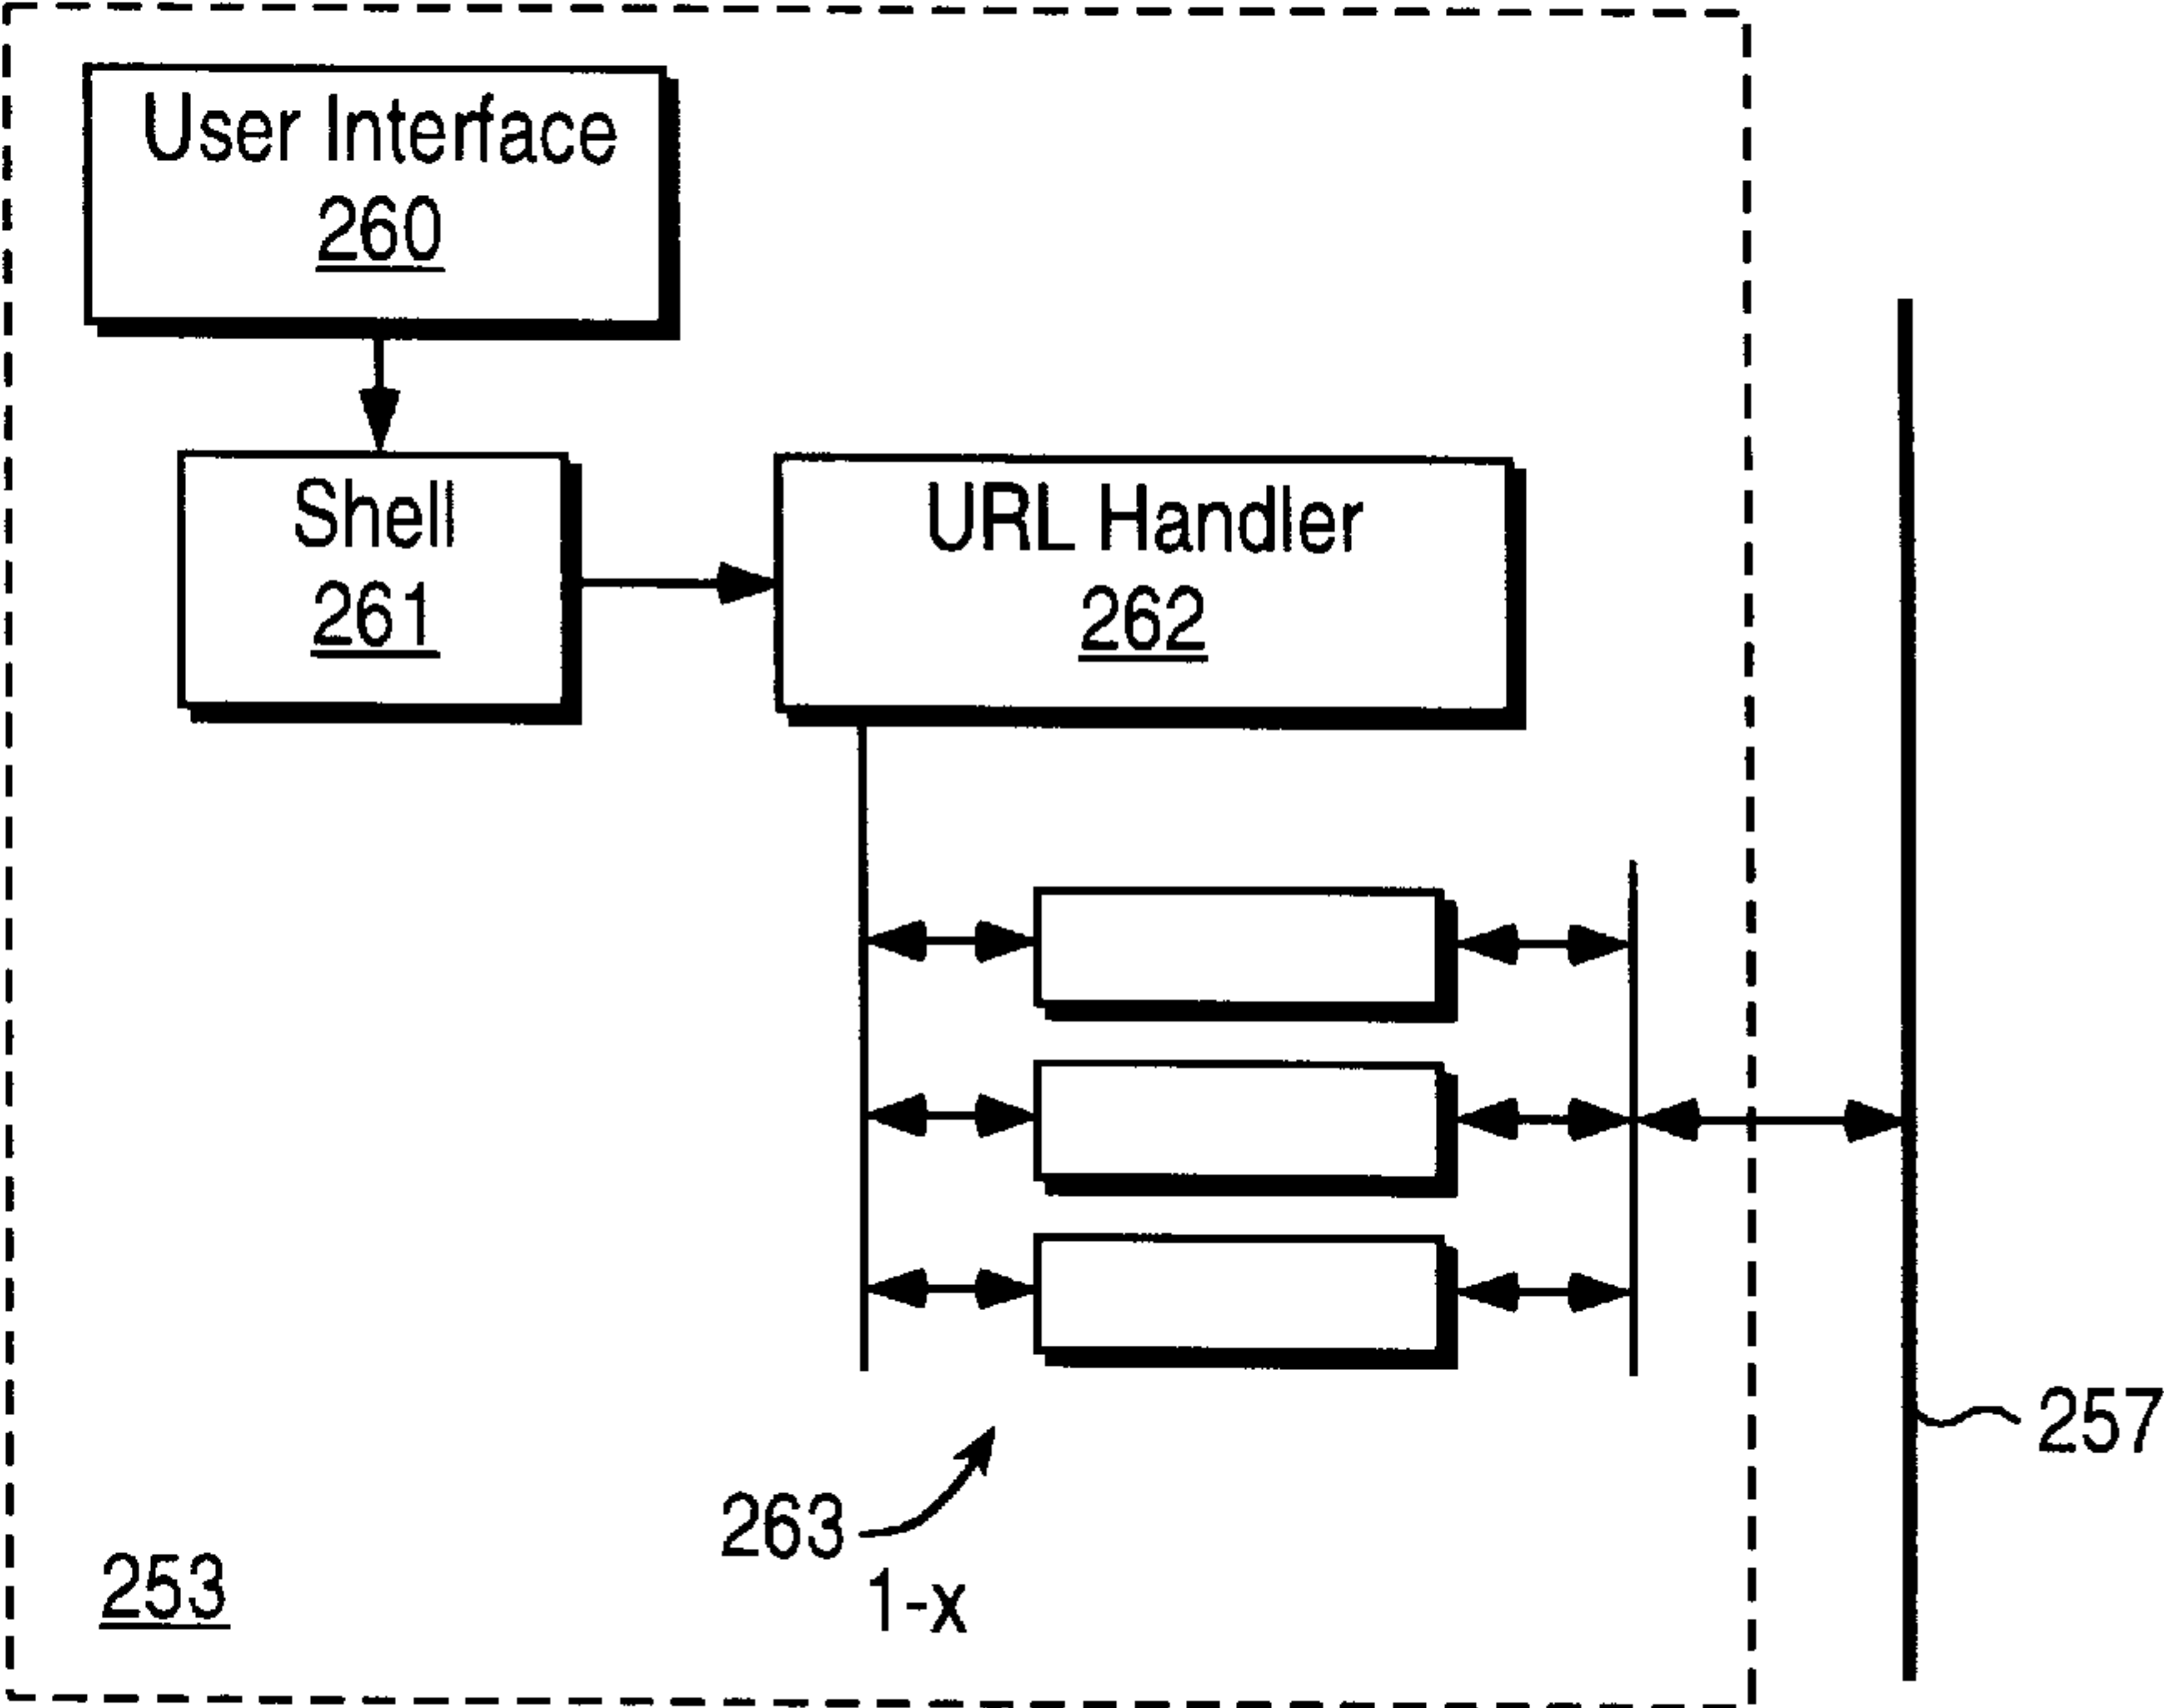 User Interface
260
Shell
261
URL Handler
262
257
263
1-x
253